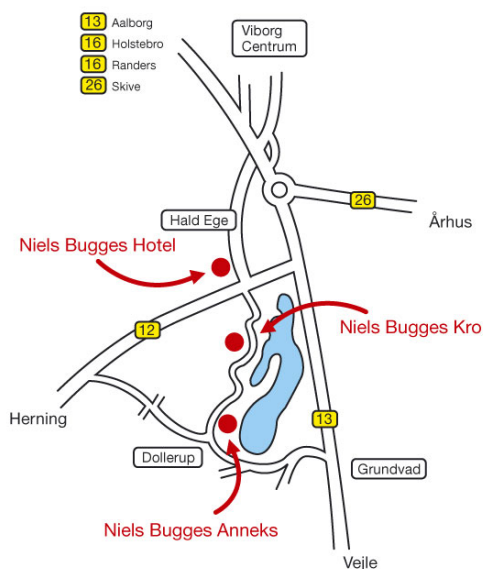 13 Aalborg
16 Holstebro
16 Randers
26 Skive
Viborg
Centrum
26
Århus
Hald Ege
Niels Bugges Hotel
12
Niels Bugges Kro
Herning
13
Dollerup
Grundvad
Niels Bugges Anneks
Vejle